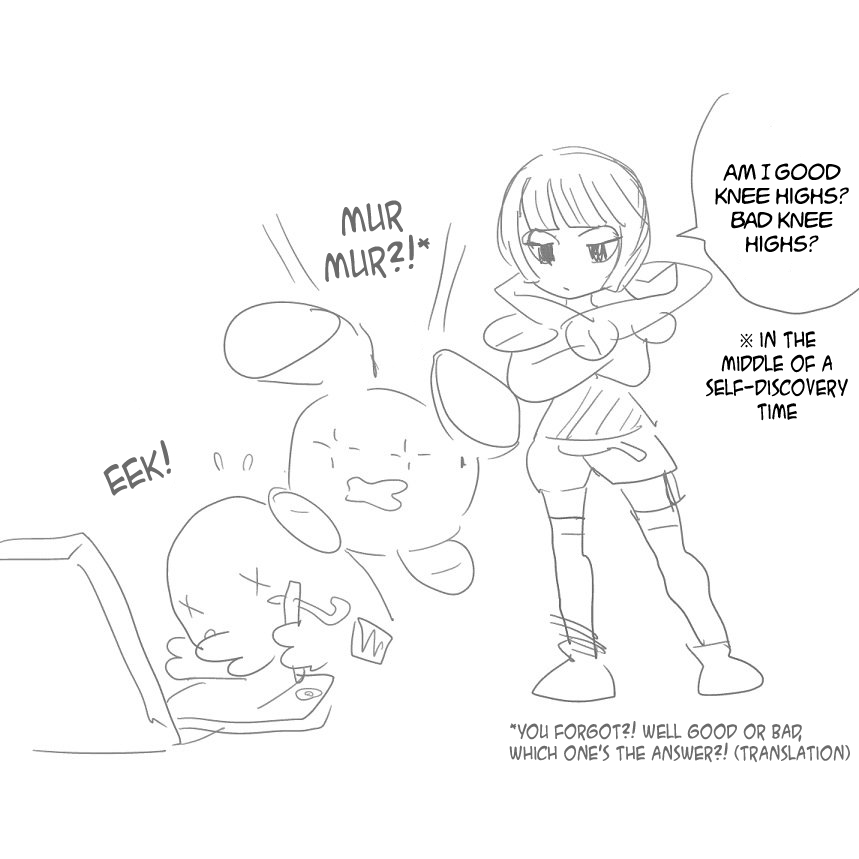 AM I GOOD
KNEE HIGHS?
BAD KNEE
HIGHS?
※ IN THE
MIDDLE OF A
SELF-DISCOVERY
TIME
MUR
MUR?!*
EEK!
W
*YOU FORGOT?! WELL GOOD OR BAD,
WHICH ONE'S THE ANSWER?! (TRANSLATION)